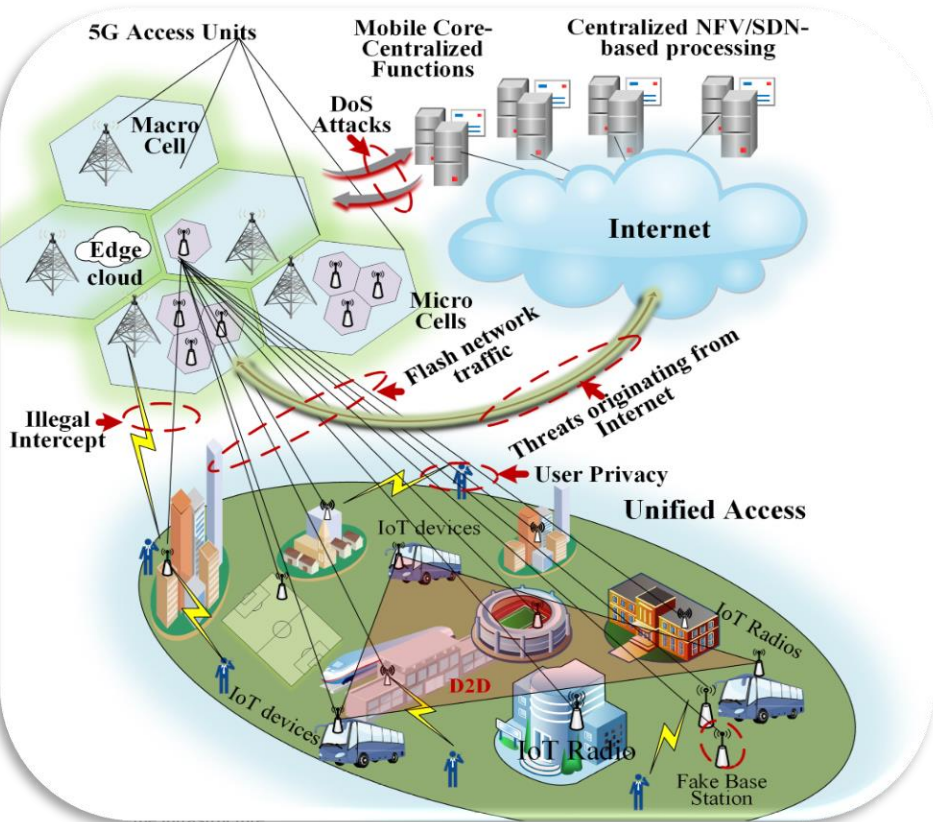 5G Access Units
Mobile Core-
Centralized
Functions
Centralized NFV/SDN-
based processing
DoS
Attacks
Macro
Cell
Internet
Edge
cloud
Micro
Cells
Flash network
traffic
Threats originating from
Internet
Illegal
Intercept
User Privacy
Unified Access
IoT devices
IoT Radios
D2D
IoT devices
IoT Radio
Fake Base
Station